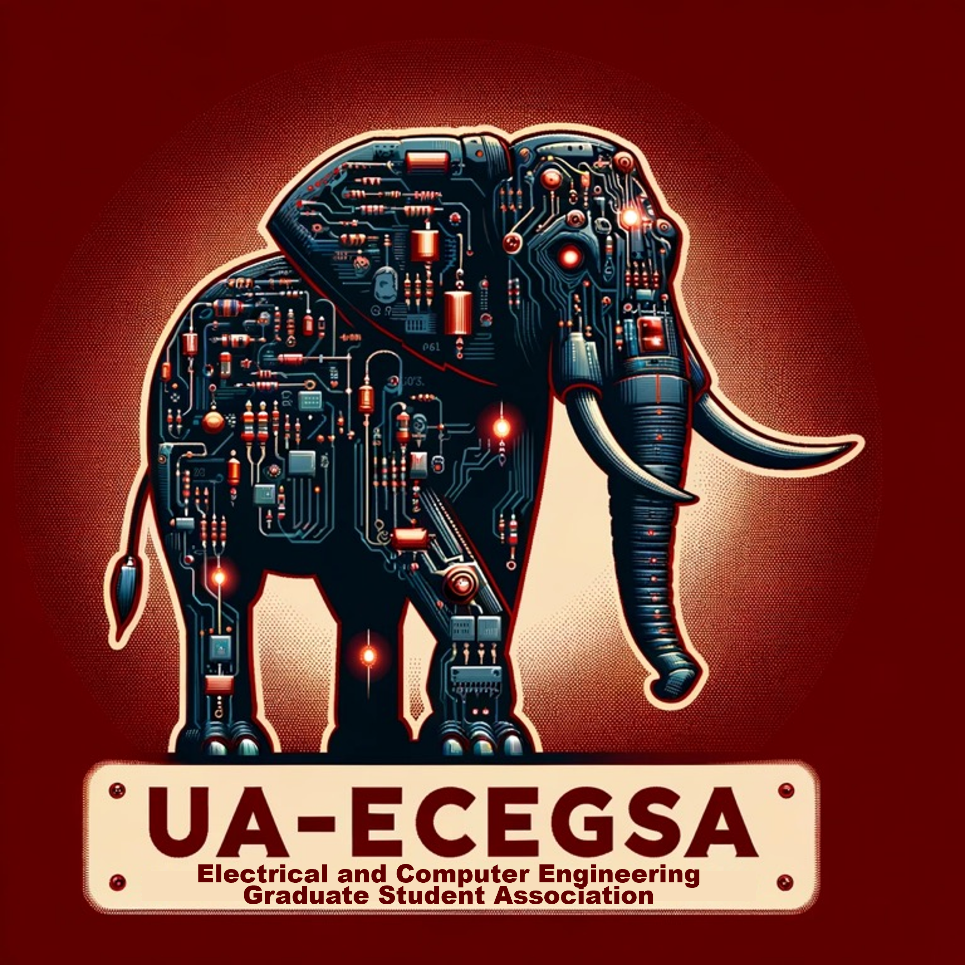 UA-ECEGSA
Electrical and Computer Engineering
Graduate Student Association